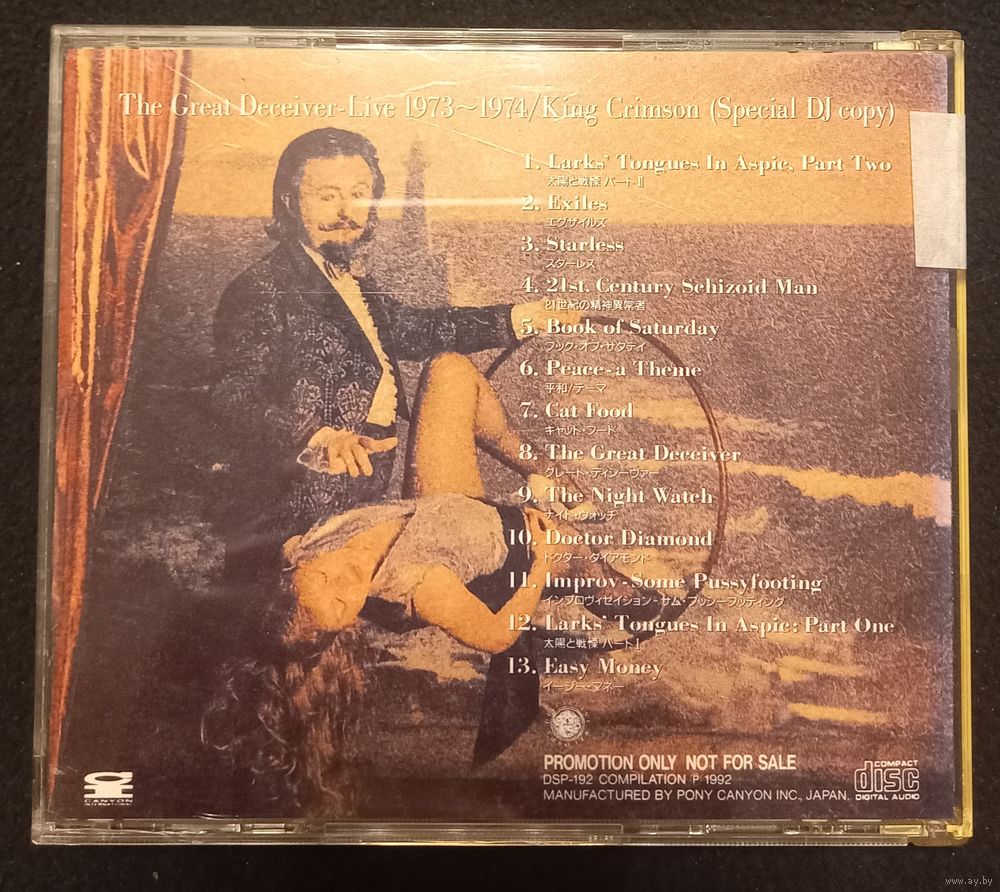 The Great Deceiver-Live 1973~1974/King Crimson (Special DJ copy)
1. Larks' Tongues In Aspic, Part Two
太陽と戦慄 パートⅡ
2. Exiles
エグザイルズ
3. Starless
スターレス
4. 21st. Century Schizoid Man
21世紀の精神異常者
5. Book of Saturday
ブック・オブ・サタデイ
6. Peace-a Theme
平和/テーマ
7. Cat Food
キャット・フード
8. The Great Deceiver
グレート・ディシーヴァー
9. The Night Watch
ナイト・ウォッチ
10. Doctor Diamond
ドクター・ダイアモンド
11. Improv-Some Pussyfooting
インプロヴィゼイション-サム・プッシーフッティング
12. Larks' Tongues In Aspic: Part One
太陽と戦慄 パートⅠ
13. Easy Money
イージー・マネー
PROMOTION ONLY NOT FOR SALE
DSP-192 COMPILATION Ⓟ 1992
MANUFACTURED BY PONY CANYON INC., JAPAN.
CANYON
INTERNATIONAL
COMPACT
disc
DIGITAL AUDIO
www.ay.by